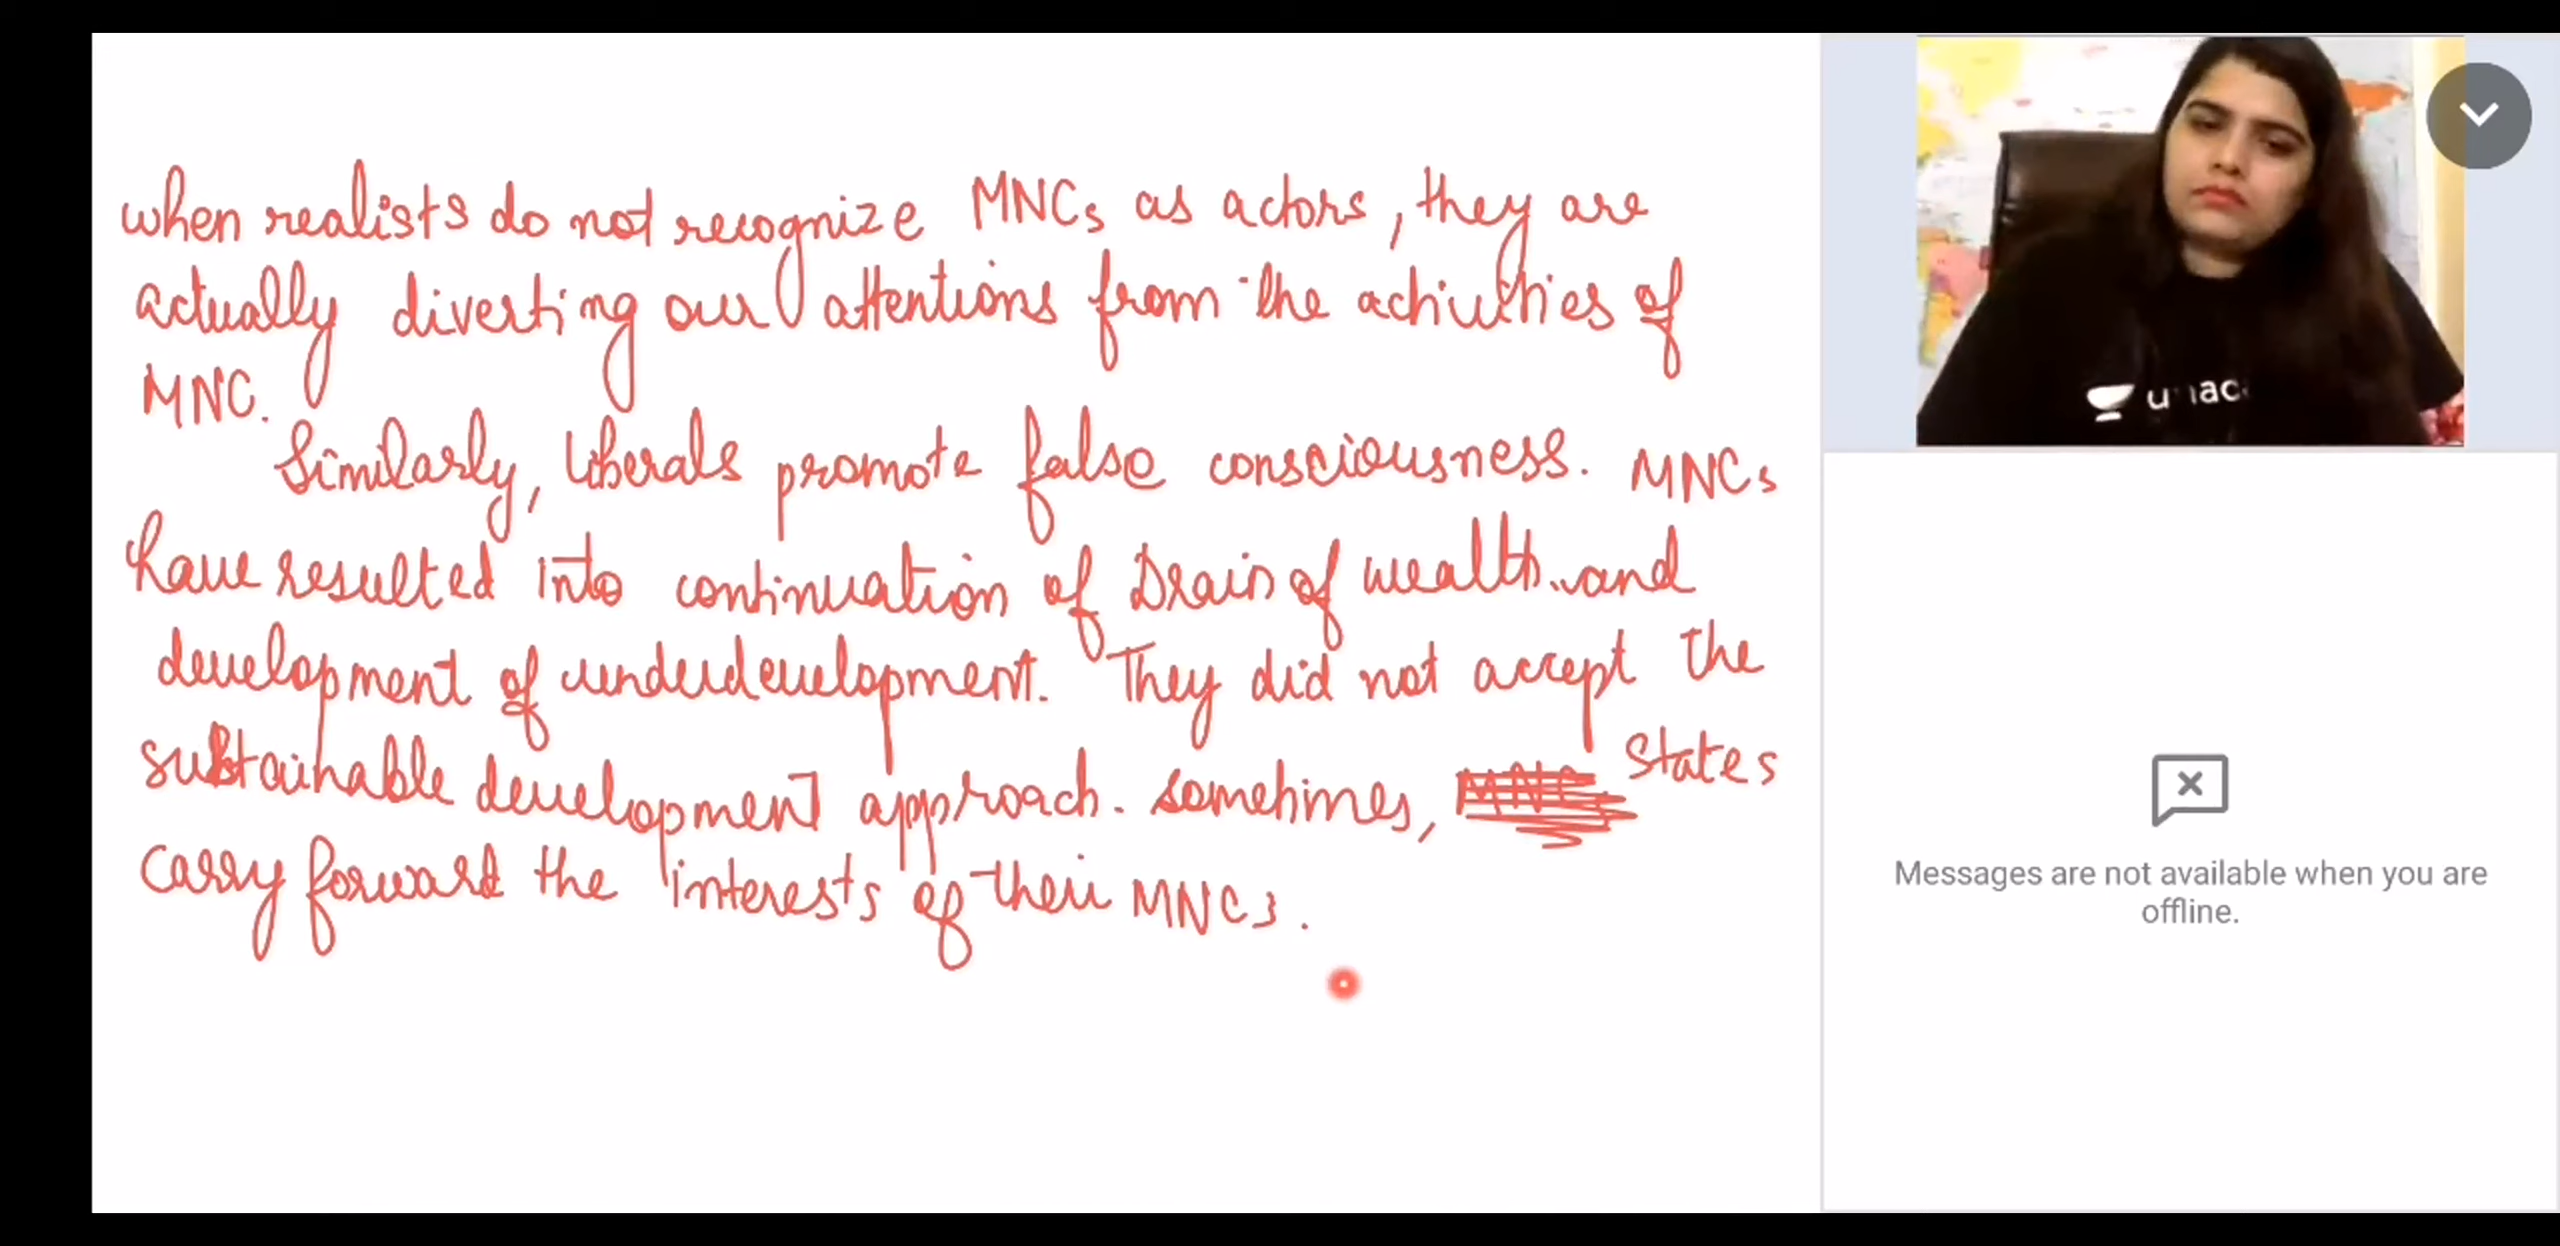 when realists do not recognize MNCs as actors, they are
actually diverting our attentions from the activities of
MNC.
Similarly, liberals promote false consciousness. MNCs
have resulted into continuation of Drain of wealth and
development of underdevelopment. They did not accept the
sustainable development approach. sometimes, MNCs States
carry forward the interests of their MNCs.
Messages are not available when you are
offline.